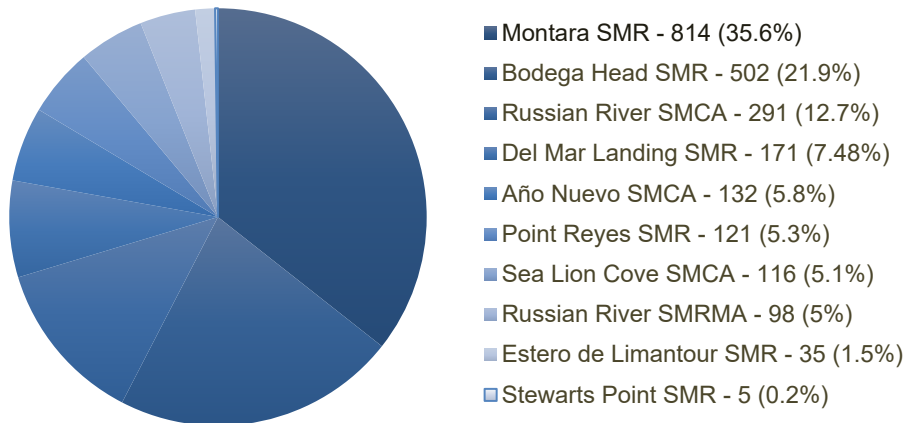 Montara SMR - 814 (35.6%)
Bodega Head SMR - 502 (21.9%)
Russian River SMCA - 291 (12.7%)
Del Mar Landing SMR - 171 (7.48%)
Año Nuevo SMCA - 132 (5.8%)
Point Reyes SMR - 121 (5.3%)
Sea Lion Cove SMCA - 116 (5.1%)
Russian River SMRMA - 98 (5%)
Estero de Limantour SMR - 35 (1.5%)
Stewarts Point SMR - 5 (0.2%)